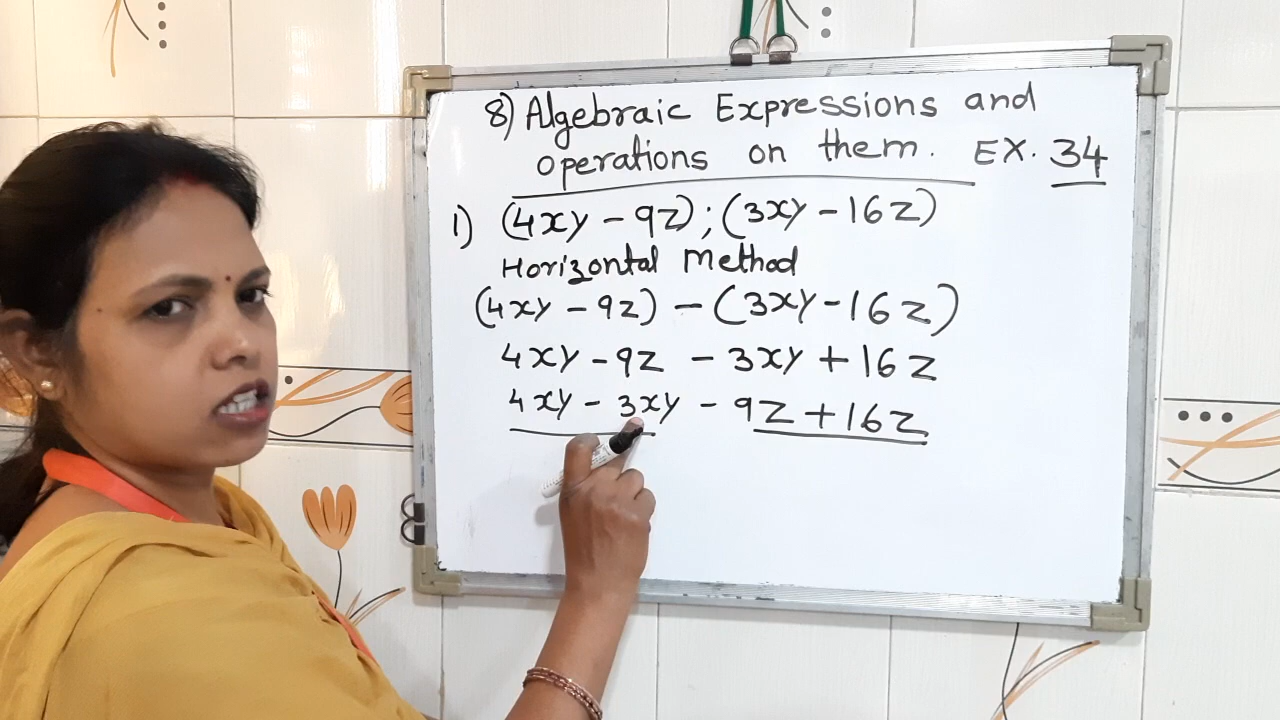 8) Algebraic Expressions and
operations on them. EX. 34
1) (4xy - 9z) ; (3xy - 16z)
Horizontal Method
(4xy - 9z) - (3xy - 16z)
4xy - 9z - 3xy + 16z
4xy - 3xy - 9z + 16z